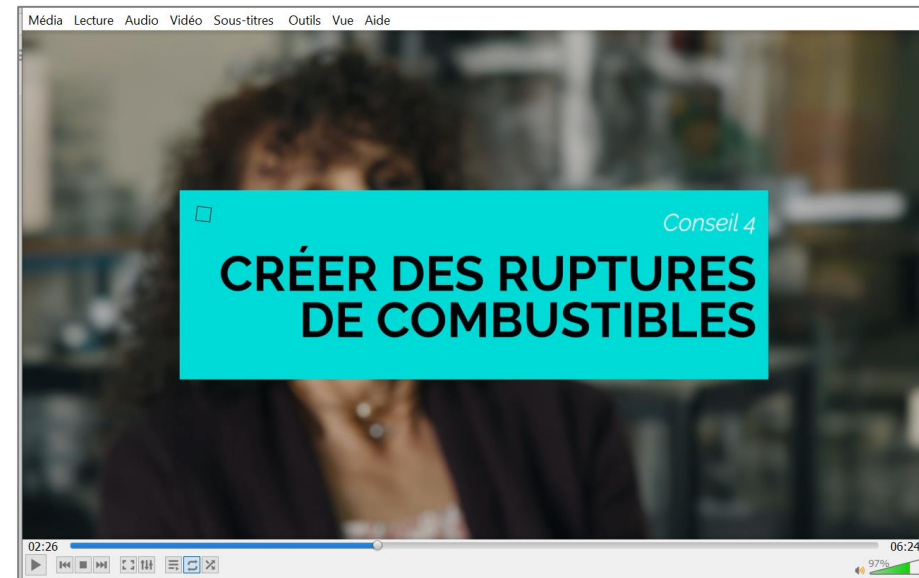 Média Lecture Audio Vidéo Sous-titres Outils Vue Aide
Conseil 4
CRÉER DES RUPTURES
DE COMBUSTIBLES
02:26
06:24
97%